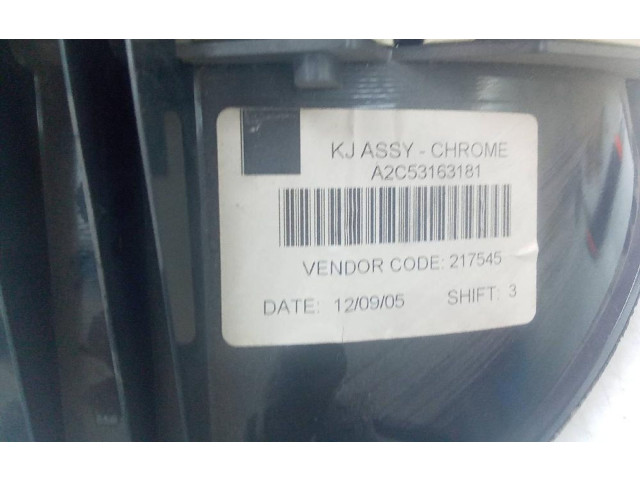 KJ ASSY - CHROME
A2C53163181
VENDOR CODE: 217545
DATE: 12/09/05 SHIFT: 3